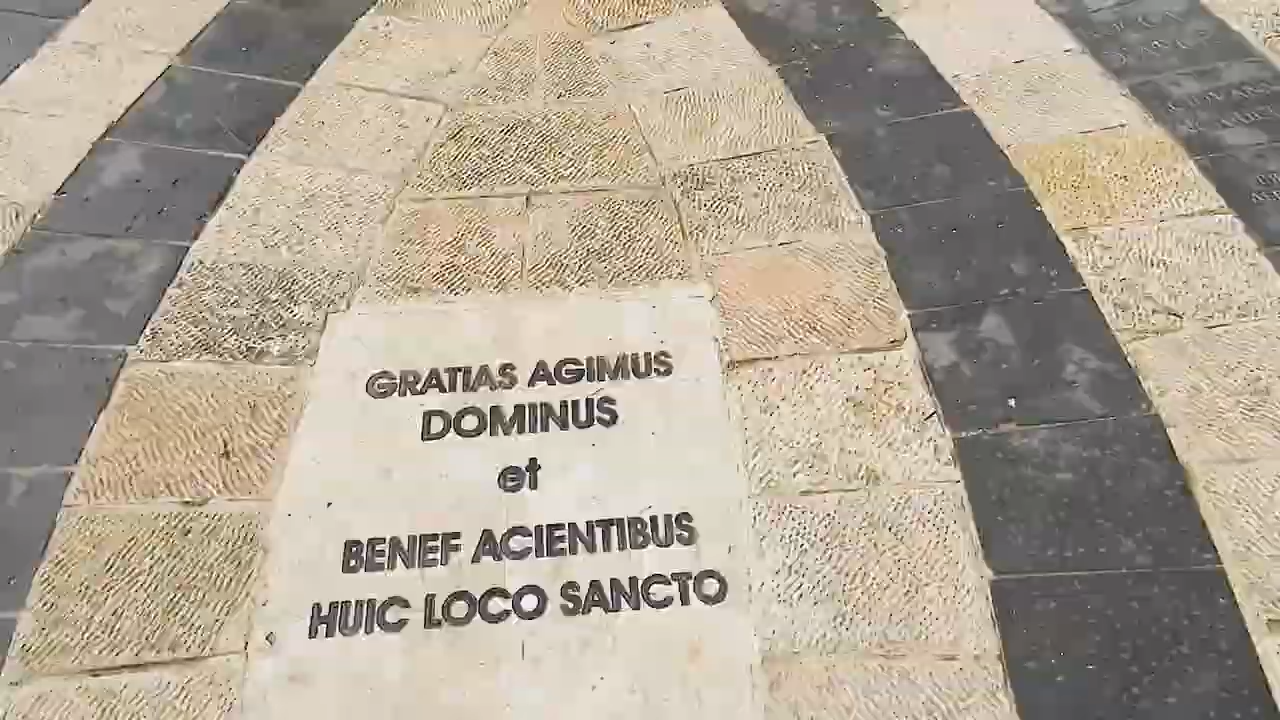 GRATIAS AGIMUS
DOMINUS
et
BENEF ACIENTIBUS
HUIC LOCO SANCTO